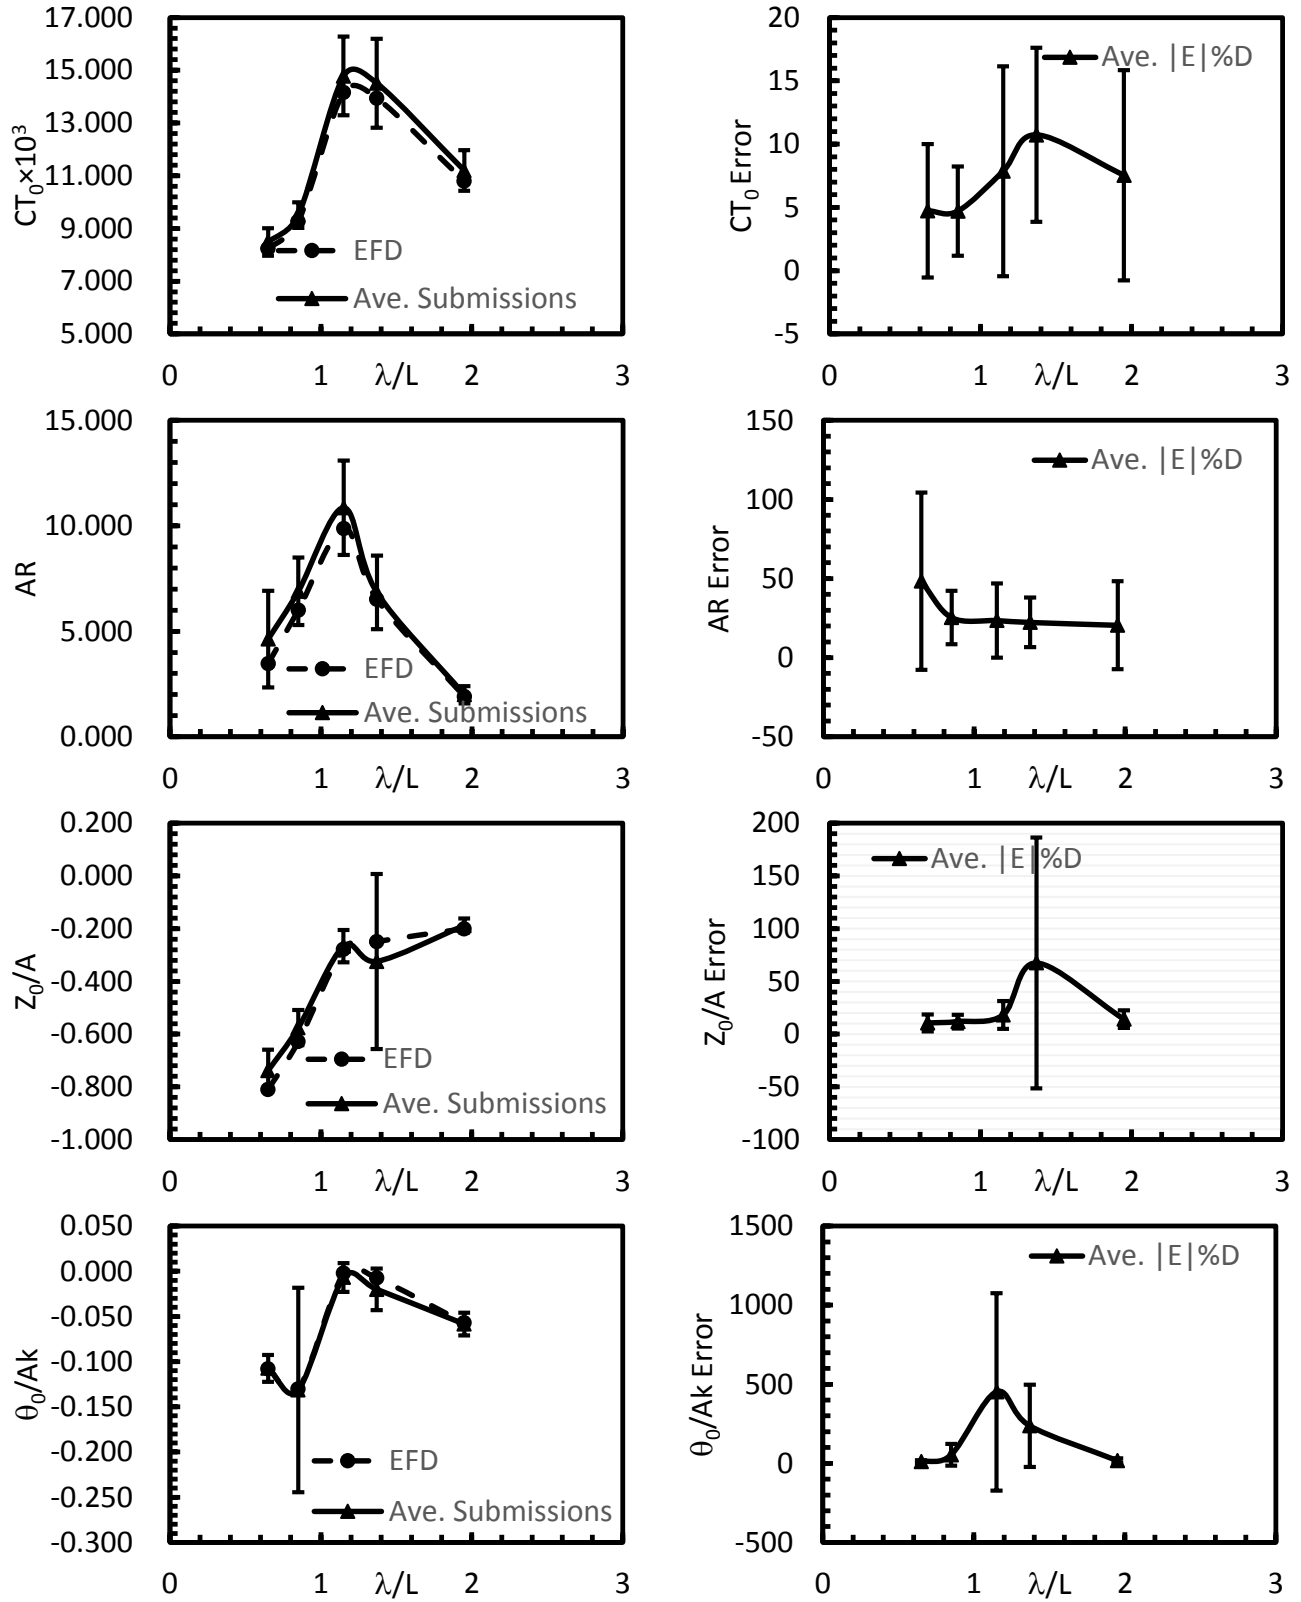 17.000
15.000
13.000
11.000
9.000
7.000
5.000
CT₀×10³
EFD
Ave. Submissions
0 1 λ/L 2 3
20
15
10
5
0
-5
CT₀ Error
Ave. |E|%D
0 1 λ/L 2 3
15.000
10.000
5.000
0.000
AR
EFD
Ave. Submissions
0 1 λ/L 2 3
150
100
50
0
-50
AR Error
Ave. |E|%D
0 1 λ/L 2 3
0.200
0.000
-0.200
-0.400
-0.600
-0.800
-1.000
Z₀/A
EFD
Ave. Submissions
0 1 λ/L 2 3
200
150
100
50
0
-50
-100
Z₀/A Error
Ave. |E|%D
0 1 λ/L 2 3
0.050
0.000
-0.050
-0.100
-0.150
-0.200
-0.250
-0.300
θ₀/Ak
EFD
Ave. Submissions
0 1 λ/L 2 3
1500
1000
500
0
-500
θ₀/Ak Error
Ave. |E|%D
0 1 λ/L 2 3